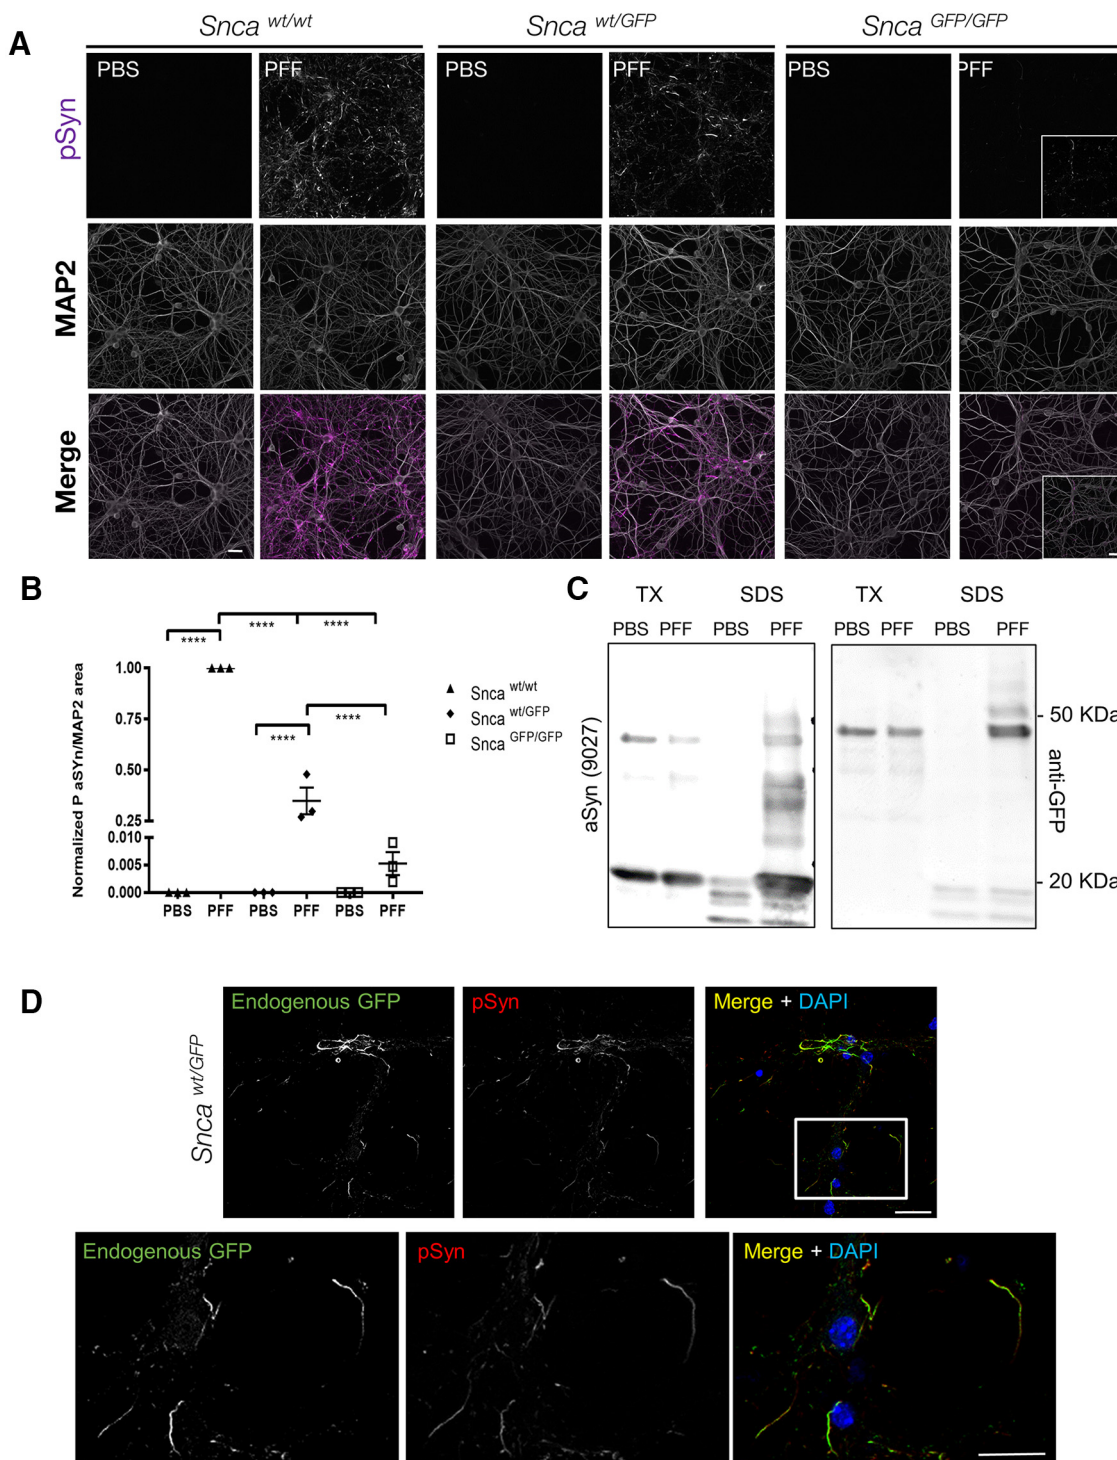 A
Snca wt/wt
Snca wt/GFP
Snca GFP/GFP
PBS PFF PBS PFF PBS PFF
pSyn
MAP2
Merge
B
**** **** ****
****
****
Normalized P aSYn/MAP2 area
1.00
0.75
0.50
0.25
0.010
0.005
0.000
PBS PFF PBS PFF PBS PFF
Snca wt/wt
Snca wt/GFP
Snca GFP/GFP
C
TX SDS TX SDS
PBS PFF PBS PFF PBS PFF PBS PFF
aSyn (9027)
- 50 KDa
anti-GFP
- 20 KDa
D
Snca wt/GFP
Endogenous GFP pSyn Merge + DAPI
Endogenous GFP pSyn Merge + DAPI